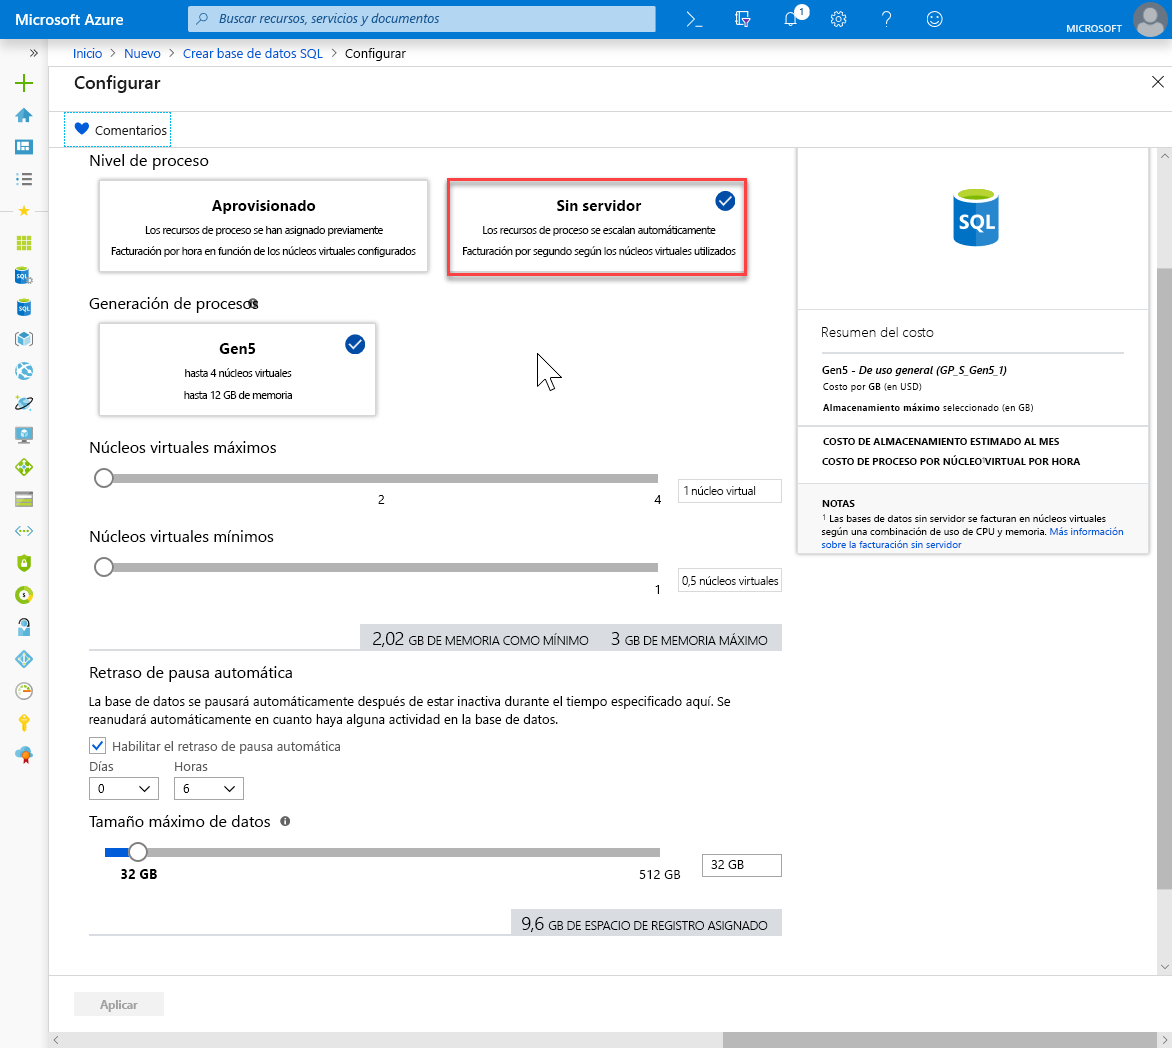 Microsoft Azure
Buscar recursos, servicios y documentos
1
MICROSOFT
Inicio > Nuevo > Crear base de datos SQL > Configurar
Configurar
Comentarios
Nivel de proceso
Aprovisionado
Los recursos de proceso se han asignado previamente
Facturación por hora en función de los núcleos virtuales configurados
Sin servidor
Los recursos de proceso se escalan automáticamente
Facturación por segundo según los núcleos virtuales utilizados
Generación de procesos
Gen5
hasta 4 núcleos virtuales
hasta 12 GB de memoria
Núcleos virtuales máximos
2
4
1 núcleo virtual
Núcleos virtuales mínimos
1
0,5 núcleos virtuales
2,02 GB DE MEMORIA COMO MÍNIMO 3 GB DE MEMORIA MÁXIMO
Retraso de pausa automática
La base de datos se pausará automáticamente después de estar inactiva durante el tiempo especificado aquí. Se
reanudará automáticamente en cuanto haya alguna actividad en la base de datos.
Habilitar el retraso de pausa automática
Días Horas
0 6
Tamaño máximo de datos
32 GB
512 GB
32 GB
9,6 GB DE ESPACIO DE REGISTRO ASIGNADO
Aplicar
SQL
Resumen del costo
Gen5 - De uso general (GP_S_Gen5_1)
Costo por GB (en USD)
Almacenamiento máximo seleccionado (en GB)
COSTO DE ALMACENAMIENTO ESTIMADO AL MES
COSTO DE PROCESO POR NÚCLEO¹VIRTUAL POR HORA
NOTAS
¹ Las bases de datos sin servidor se facturan en núcleos virtuales
según una combinación de uso de CPU y memoria. Más información
sobre la facturación sin servidor